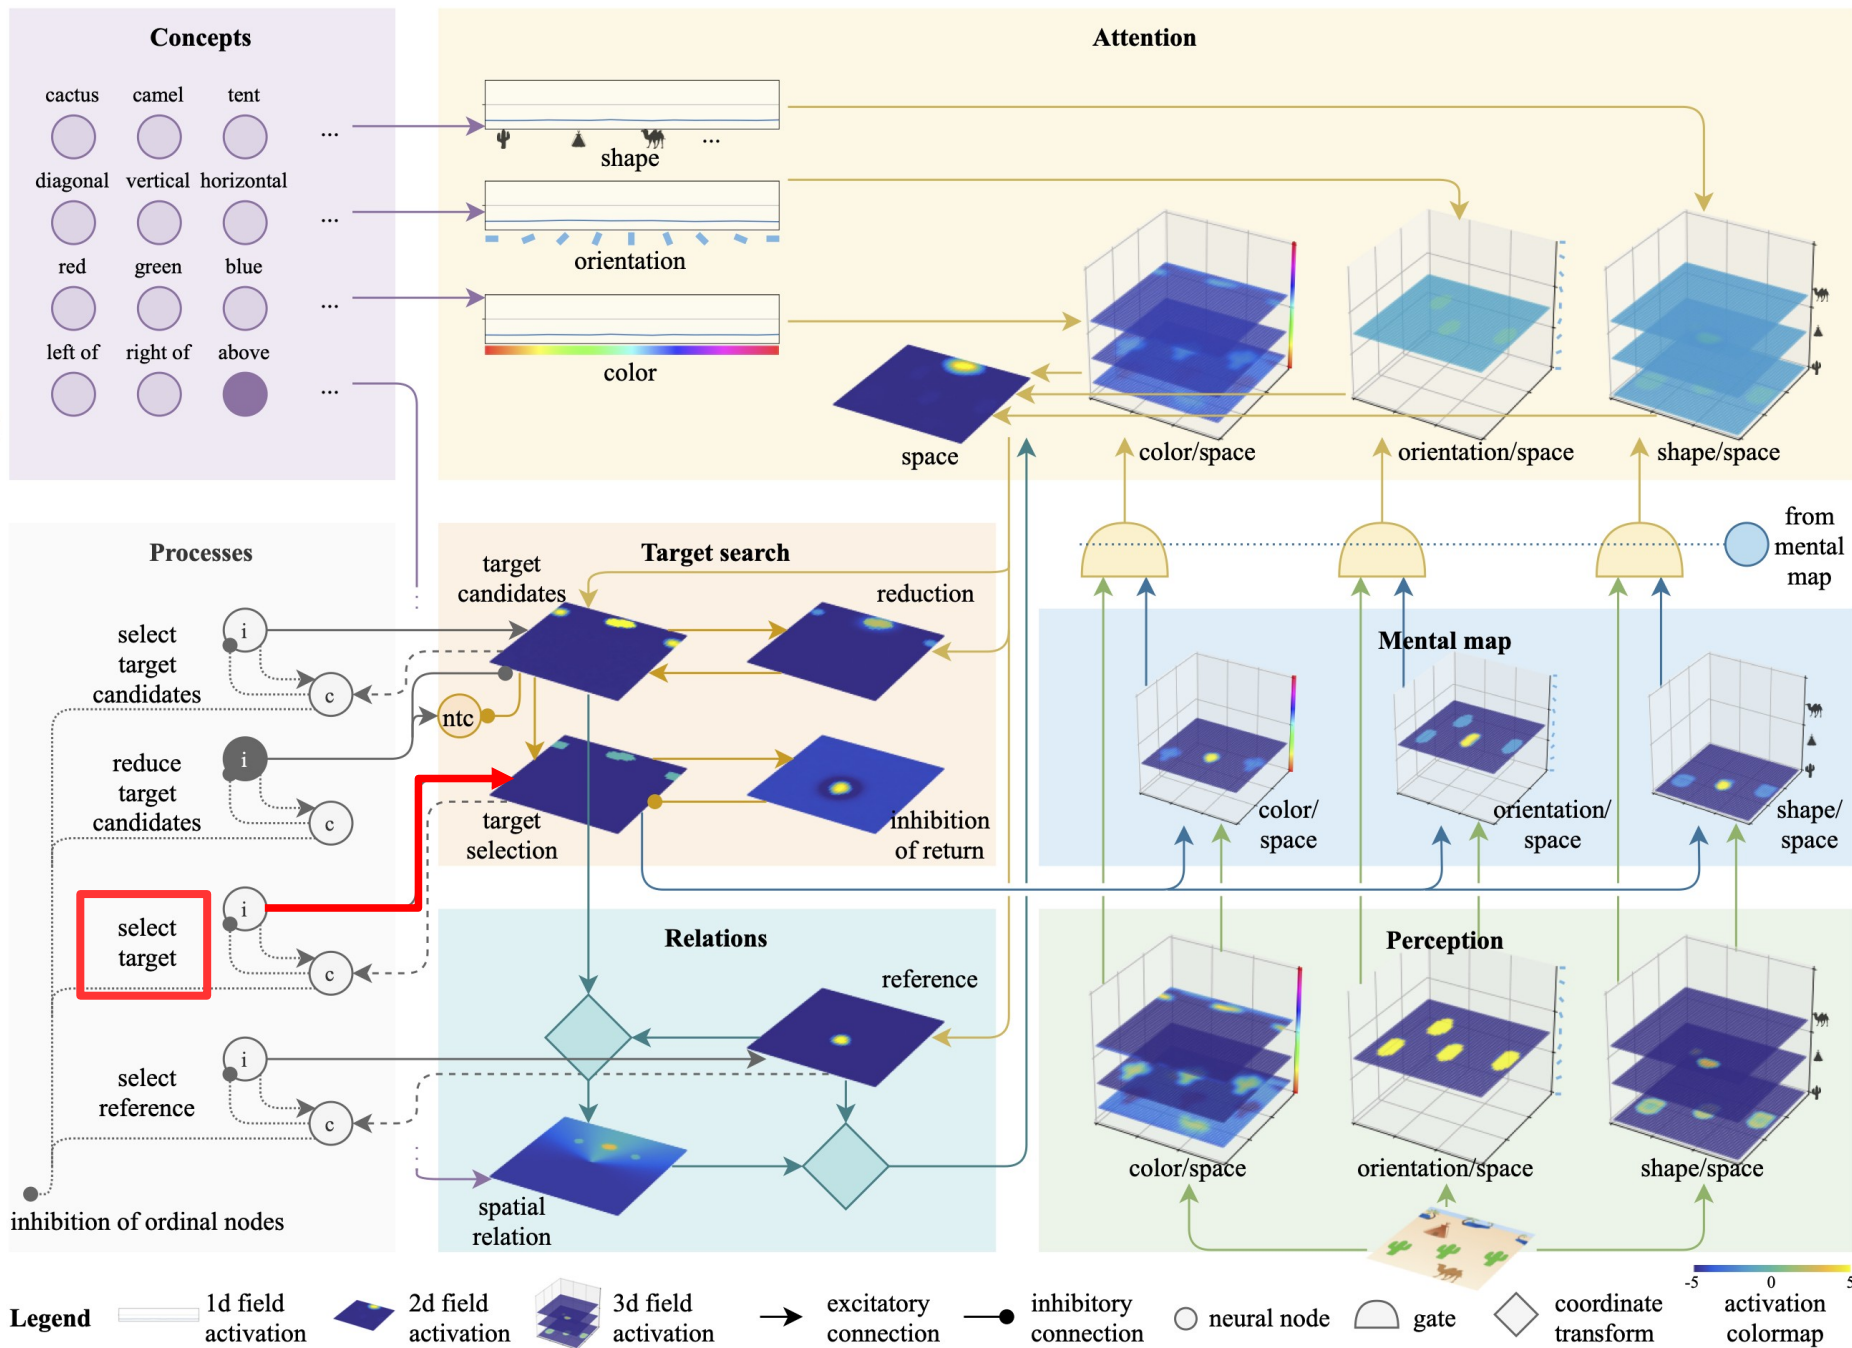 Concepts
cactus camel tent
...
diagonal vertical horizontal
...
red green blue
...
left of right of above
...
Attention
...
shape
orientation
color
space
color/space
orientation/space
shape/space
Processes
select
target
candidates
i
c
reduce
target
candidates
i
c
select
target
i
c
select
reference
i
c
inhibition of ordinal nodes
Target search
target
candidates
reduction
ntc
target
selection
inhibition
of return
from
mental
map
Mental map
color/
space
orientation/
space
shape/
space
Relations
reference
spatial
relation
Perception
color/space
orientation/space
shape/space
Legend
1d field
activation
2d field
activation
3d field
activation
excitatory
connection
inhibitory
connection
neural node
gate
coordinate
transform
-5 0 5
activation
colormap